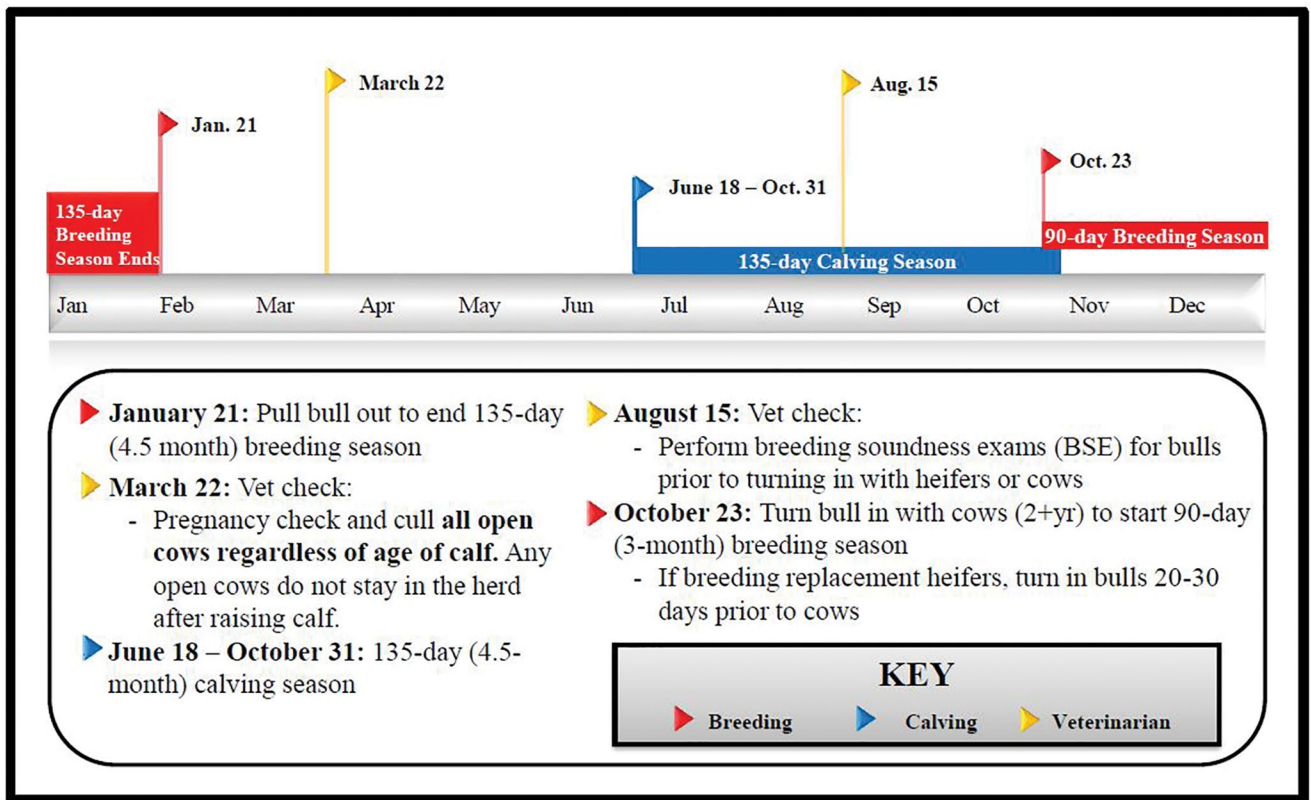 March 22
Aug. 15
Jan. 21
Oct. 23
June 18 – Oct. 31
135-day
Breeding
Season Ends
90-day Breeding Season
135-day Calving Season
Jan Feb Mar Apr May Jun Jul Aug Sep Oct Nov Dec
January 21: Pull bull out to end 135-day
(4.5 month) breeding season
March 22: Vet check:
- Pregnancy check and cull all open
cows regardless of age of calf. Any
open cows do not stay in the herd
after raising calf.
June 18 – October 31: 135-day (4.5-
month) calving season
August 15: Vet check:
- Perform breeding soundness exams (BSE) for bulls
prior to turning in with heifers or cows
October 23: Turn bull in with cows (2+yr) to start 90-day
(3-month) breeding season
- If breeding replacement heifers, turn in bulls 20-30
days prior to cows
KEY
Breeding Calving Veterinarian